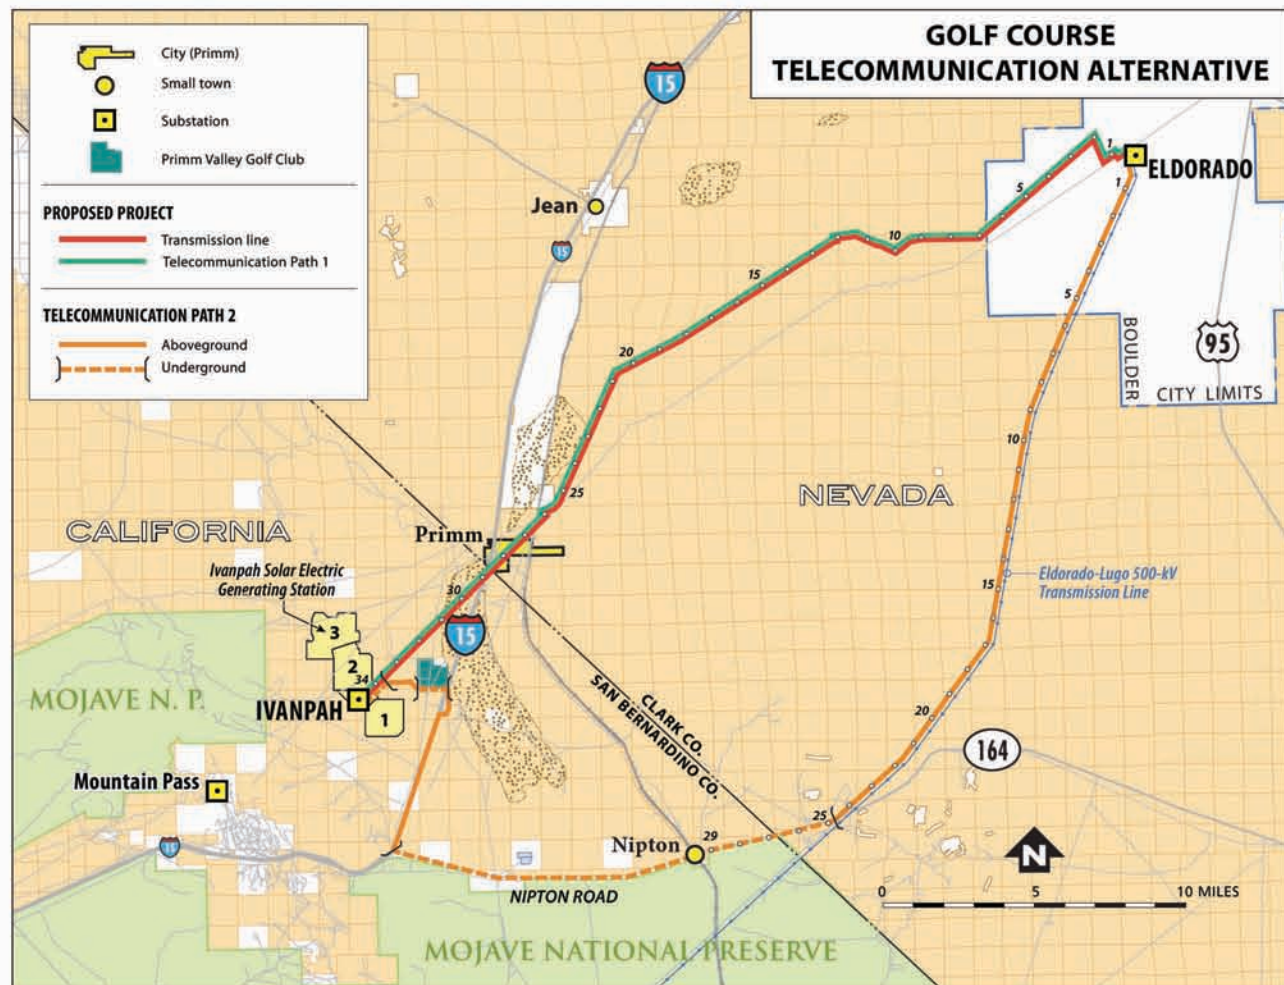 GOLF COURSE
TELECOMMUNICATION ALTERNATIVE
City (Primm)
Small town
Substation
Primm Valley Golf Club
PROPOSED PROJECT
Transmission line
Telecommunication Path 1
TELECOMMUNICATION PATH 2
Aboveground
Underground
15
1
ELDORADO
1
5
Jean
15
10
15
5
20
BOULDER
95
CITY LIMITS
10
25
NEVADA
CALIFORNIA
Primm
Ivanpah Solar Electric
Generating Station
30
15
Eldorado-Lugo 500-kV
Transmission Line
3
15
2
34
MOJAVE N. P.
IVANPAH
1
CLARK CO.
SAN BERNARDINO CO.
20
164
Mountain Pass
25
15
Nipton
29
N
NIPTON ROAD
0 5 10 MILES
MOJAVE NATIONAL PRESERVE